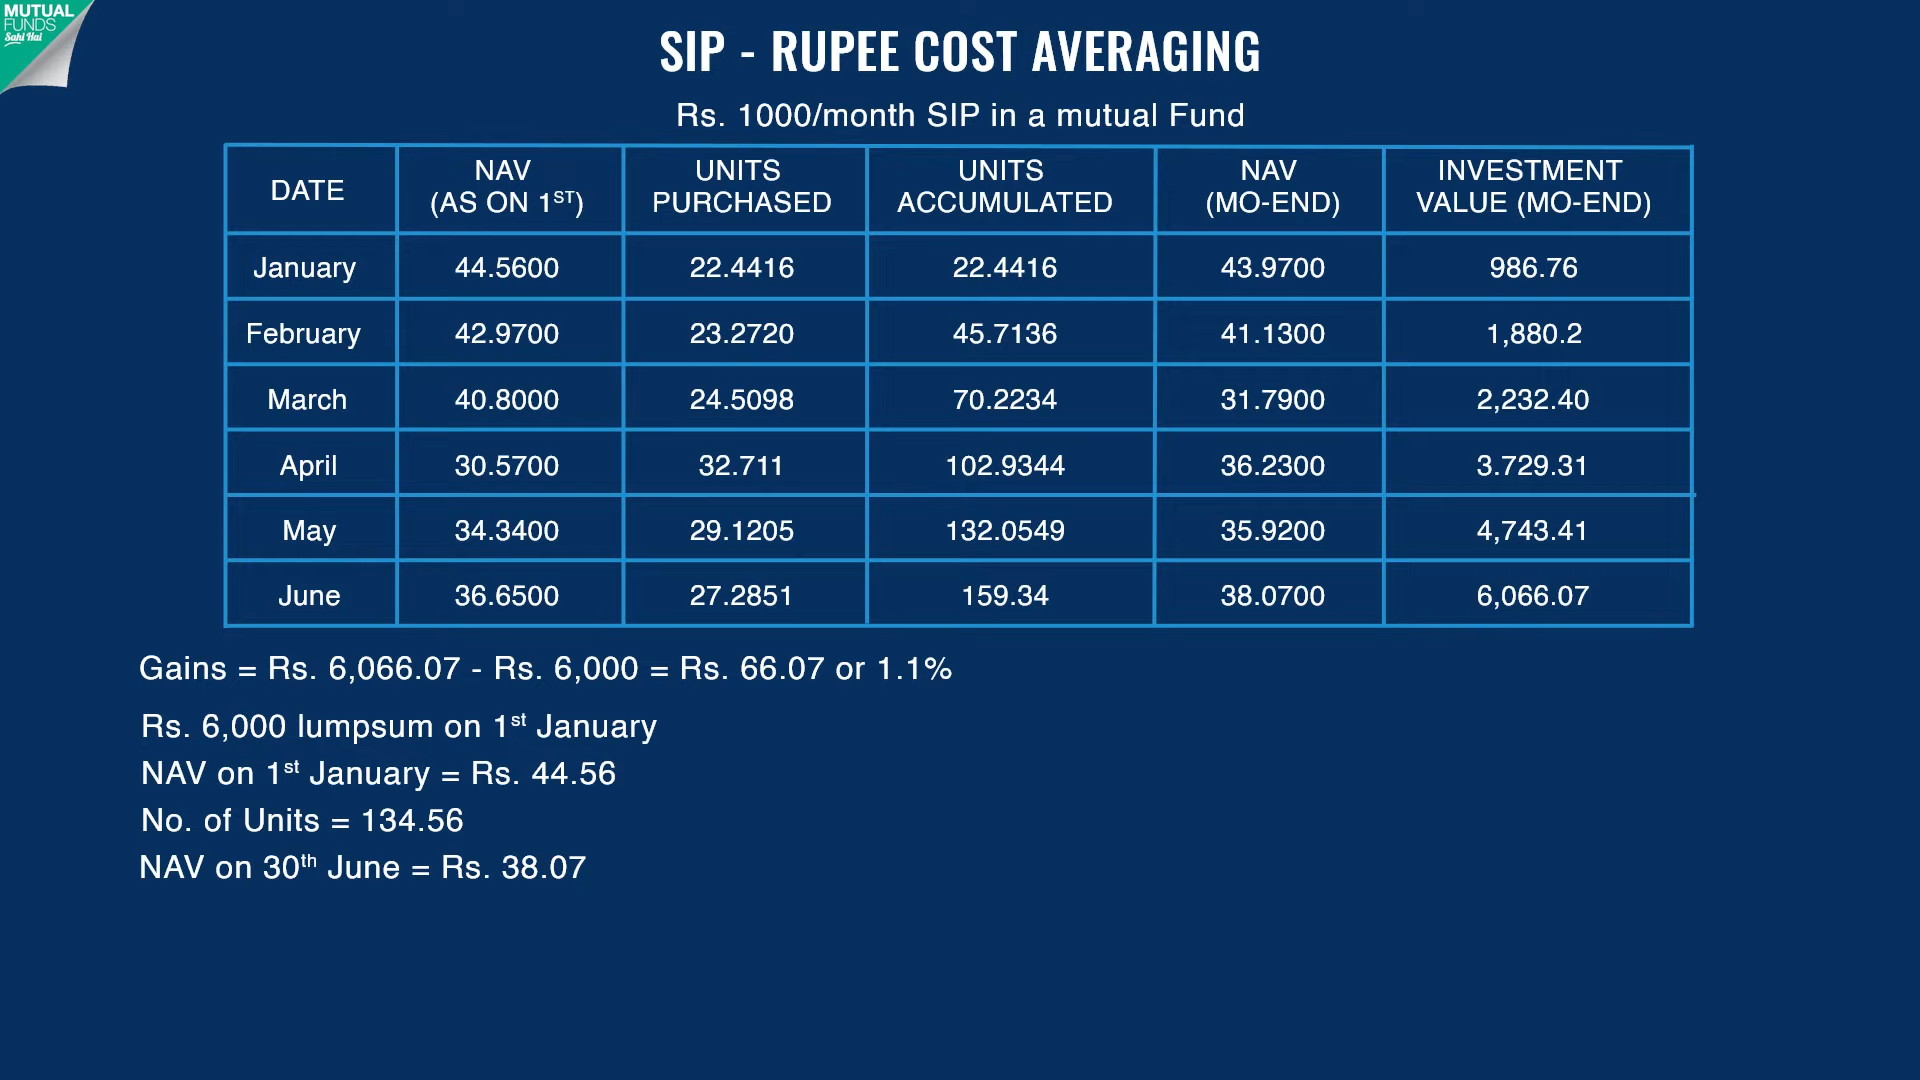 MUTUAL
FUNDS
Sahi Hai
SIP - RUPEE COST AVERAGING
Rs. 1000/month SIP in a mutual Fund
DATE NAV (AS ON 1ST) UNITS PURCHASED UNITS ACCUMULATED NAV (MO-END) INVESTMENT VALUE (MO-END)
January 44.5600 22.4416 22.4416 43.9700 986.76
February 42.9700 23.2720 45.7136 41.1300 1,880.2
March 40.8000 24.5098 70.2234 31.7900 2,232.40
April 30.5700 32.711 102.9344 36.2300 3.729.31
May 34.3400 29.1205 132.0549 35.9200 4,743.41
June 36.6500 27.2851 159.34 38.0700 6,066.07
Gains = Rs. 6,066.07 - Rs. 6,000 = Rs. 66.07 or 1.1%
Rs. 6,000 lumpsum on 1st January
NAV on 1st January = Rs. 44.56
No. of Units = 134.56
NAV on 30th June = Rs. 38.07